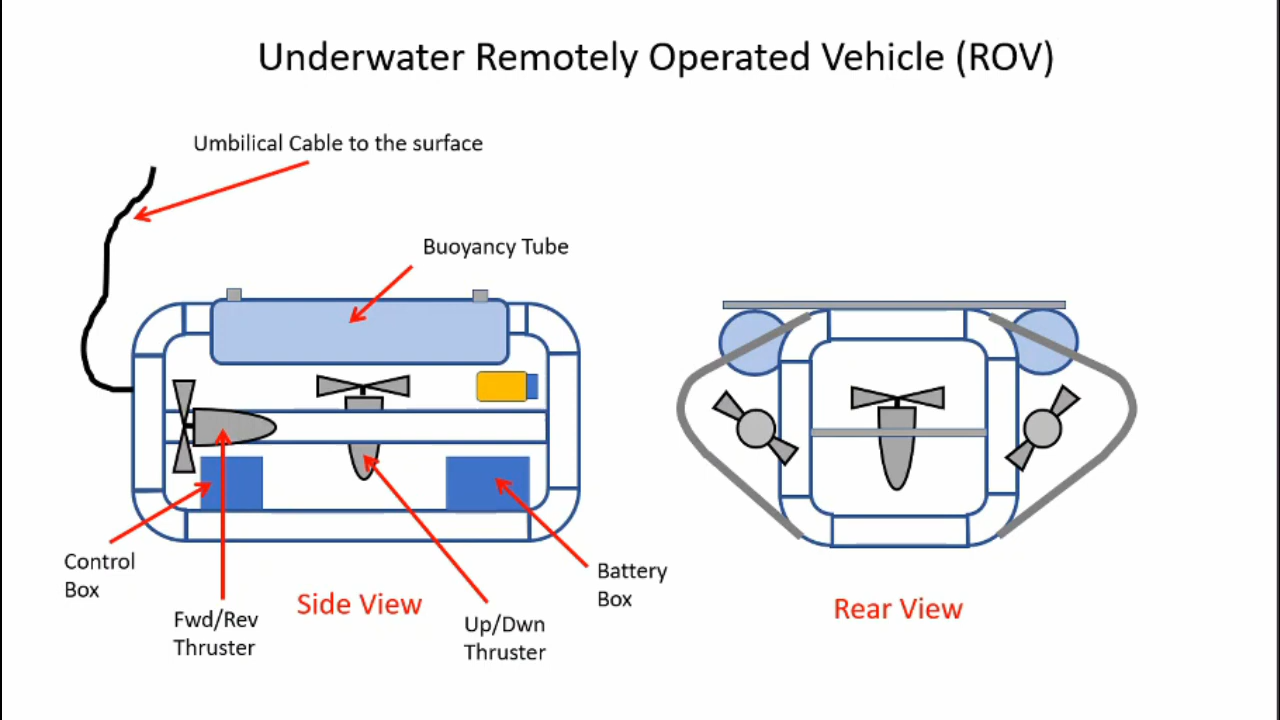 Underwater Remotely Operated Vehicle (ROV)
Umbilical Cable to the surface
Buoyancy Tube
Control
Box
Fwd/Rev
Thruster
Side View
Up/Dwn
Thruster
Battery
Box
Rear View